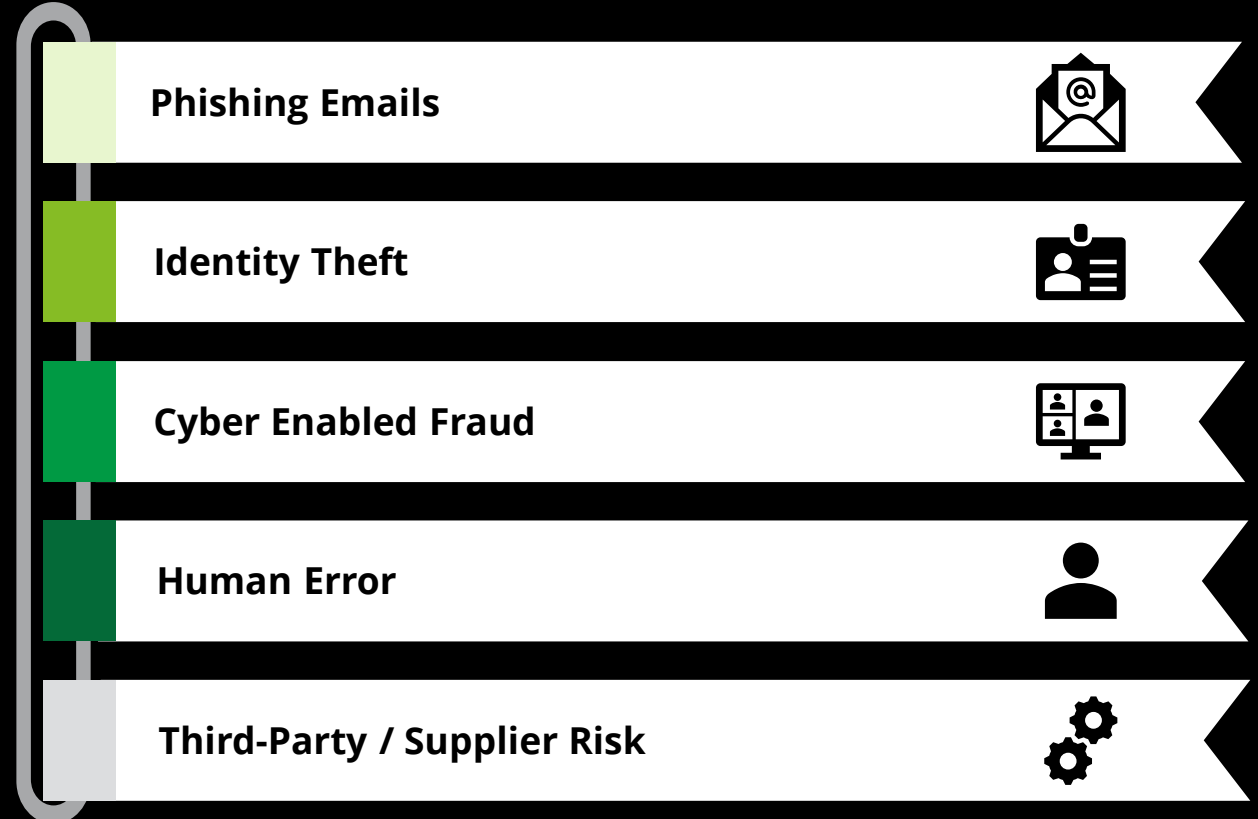 Phishing Emails
Identity Theft
Cyber Enabled Fraud
Human Error
Third-Party / Supplier Risk